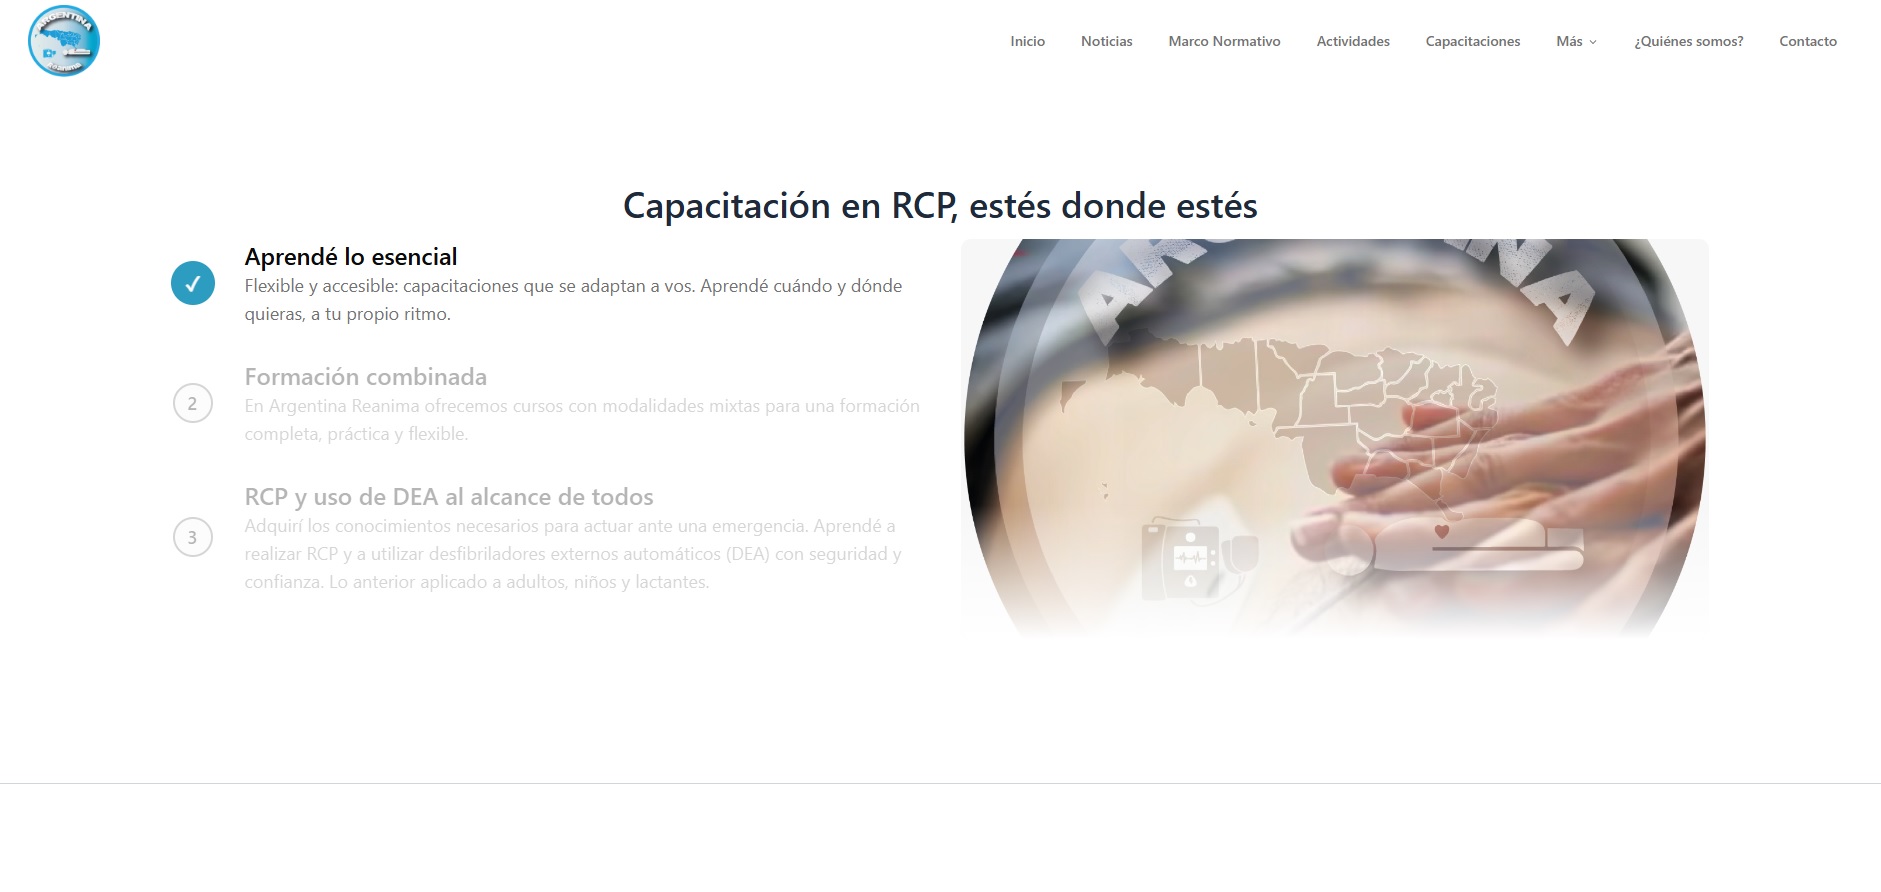 ARGENTINA
Reanima
Inicio
Noticias
Marco Normativo
Actividades
Capacitaciones
Más
¿Quiénes somos?
Contacto
Capacitación en RCP, estés donde estés
Aprendé lo esencial
Flexible y accesible: capacitaciones que se adaptan a vos. Aprendé cuándo y dónde
quieras, a tu propio ritmo.
2
Formación combinada
En Argentina Reanima ofrecemos cursos con modalidades mixtas para una formación
completa, práctica y flexible.
3
RCP y uso de DEA al alcance de todos
Adquirí los conocimientos necesarios para actuar ante una emergencia. Aprendé a
realizar RCP y a utilizar desfibriladores externos automáticos (DEA) con seguridad y
confianza. Lo anterior aplicado a adultos, niños y lactantes.